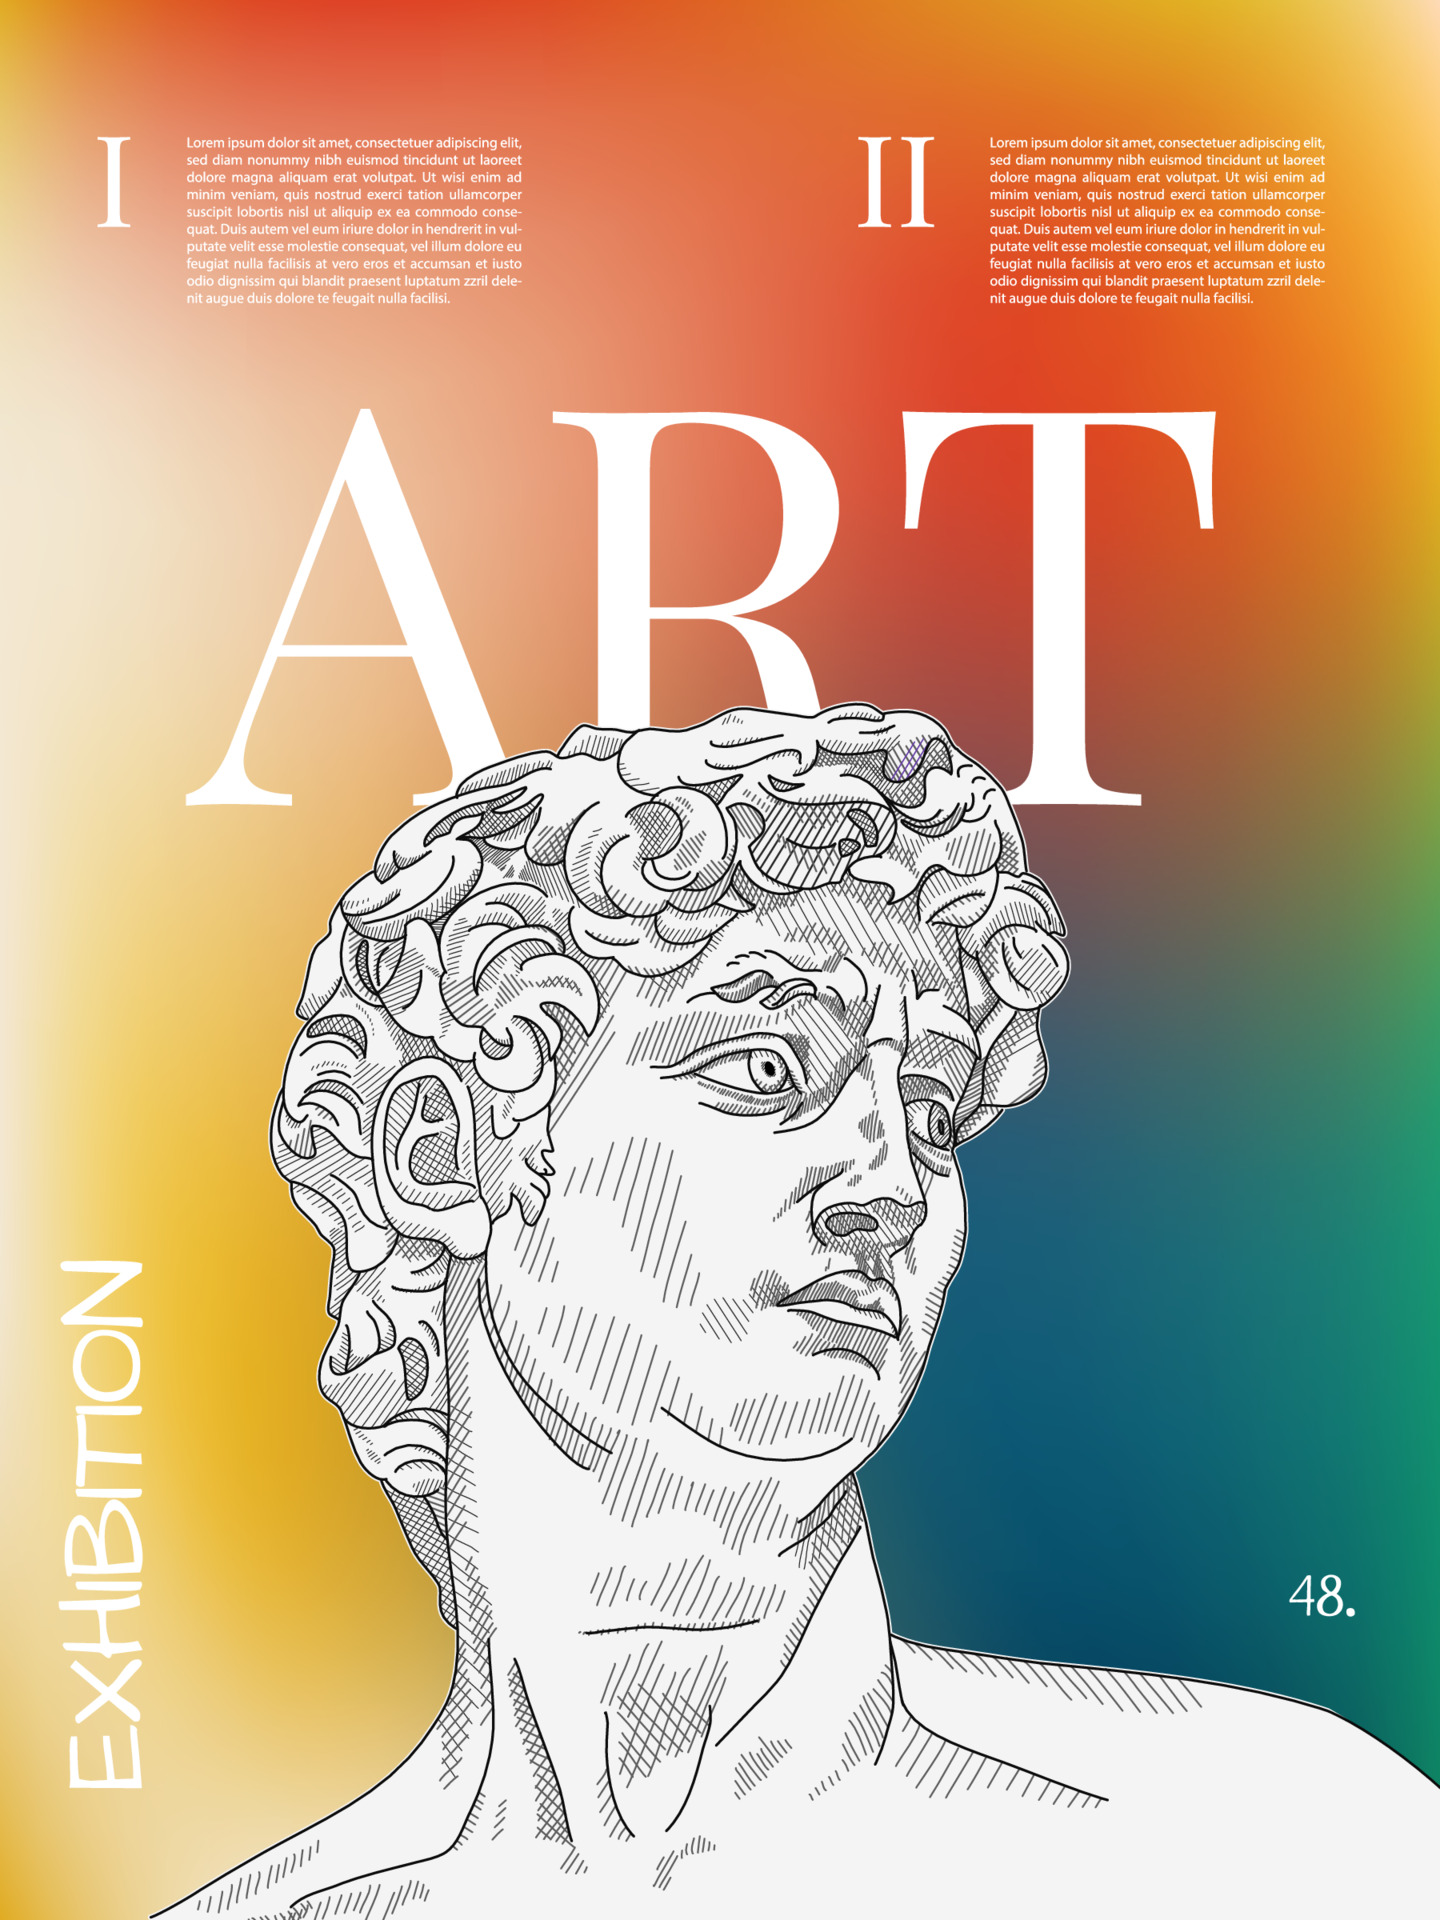 I
Lorem ipsum dolor sit amet, consectetuer adipiscing elit,
sed diam nonummy nibh euismod tincidunt ut laoreet
dolore magna aliquam erat volutpat. Ut wisi enim ad
minim veniam, quis nostrud exerci tation ullamcorper
suscipit lobortis nisl ut aliquip ex ea commodo conse-
quat. Duis autem vel eum iriure dolor in hendrerit in vul-
putate velit esse molestie consequat, vel illum dolore eu
feugiat nulla facilisis at vero eros et accumsan et iusto
odio dignissim qui blandit praesent luptatum zzril dele-
nit augue duis dolore te feugait nulla facilisi.
II
Lorem ipsum dolor sit amet, consectetuer adipiscing elit,
sed diam nonummy nibh euismod tincidunt ut laoreet
dolore magna aliquam erat volutpat. Ut wisi enim ad
minim veniam, quis nostrud exerci tation ullamcorper
suscipit lobortis nisl ut aliquip ex ea commodo conse-
quat. Duis autem vel eum iriure dolor in hendrerit in vul-
putate velit esse molestie consequat, vel illum dolore eu
feugiat nulla facilisis at vero eros et accumsan et iusto
odio dignissim qui blandit praesent luptatum zzril dele-
nit augue duis dolore te feugait nulla facilisi.
ART
EXHIBITION
48.